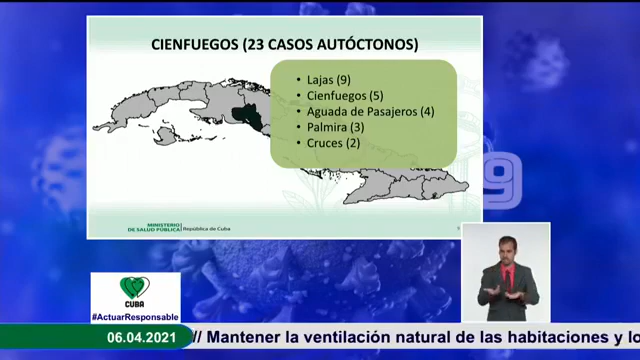 CIENFUEGOS (23 CASOS AUTÓCTONOS)
• Lajas (9)
• Cienfuegos (5)
• Aguada de Pasajeros (4)
• Palmira (3)
• Cruces (2)
MINISTERIO
DE SALUD PÚBLICA
República de Cuba
9
CUBA
#ActuarResponsable
06.04.2021
// Mantener la ventilación natural de las habitaciones y lo